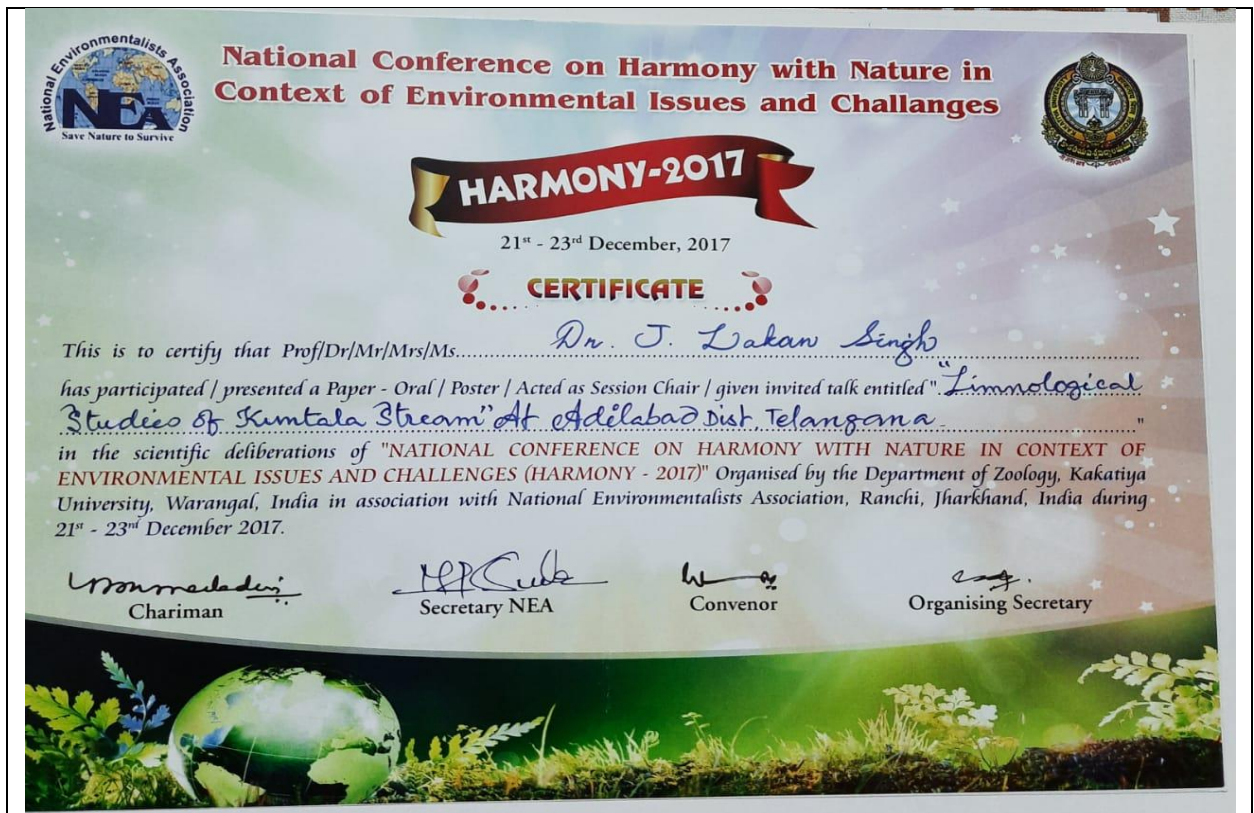 National Environmentalists Association
NEA
Save Nature to Survive
National Conference on Harmony with Nature in
Context of Environmental Issues and Challanges
HARMONY-2017
21st - 23rd December, 2017
CERTIFICATE
This is to certify that Prof/Dr/Mr/Mrs/Ms.......... Dr. J. Lakan Singh
has participated / presented a Paper - Oral / Poster / Acted as Session Chair / given invited talk entitled " "Limnological
Studies of Kuntala Stream" At Adilabad Dist, Telangana. "
in the scientific deliberations of "NATIONAL CONFERENCE ON HARMONY WITH NATURE IN CONTEXT OF
ENVIRONMENTAL ISSUES AND CHALLENGES (HARMONY - 2017)" Organised by the Department of Zoology, Kakatiya
University, Warangal, India in association with National Environmentalists Association, Ranchi, Jharkhand, India during
21st - 23rd December 2017.
Chariman
Secretary NEA
Convenor
Organising Secretary